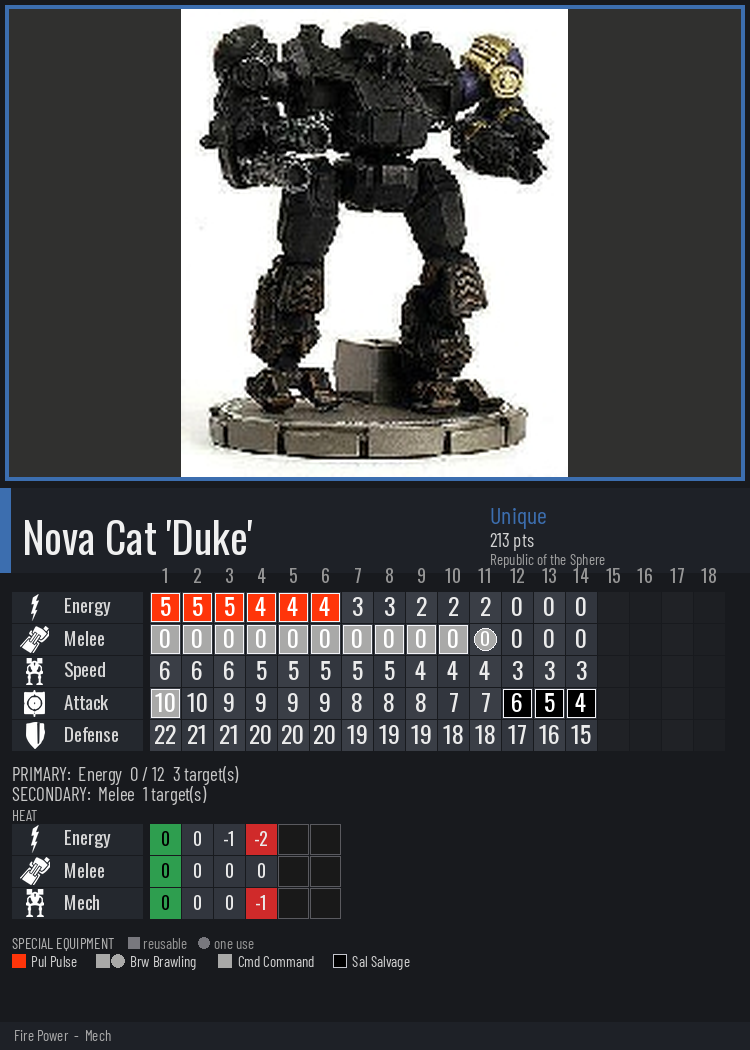 Nova Cat 'Duke'
Unique
213 pts
Republic of the Sphere
1 2 3 4 5 6 7 8 9 10 11 12 13 14 15 16 17 18
Energy 5 5 5 4 4 4 3 3 2 2 2 0 0 0
Melee 0 0 0 0 0 0 0 0 0 0 0 0 0 0
Speed 6 6 6 5 5 5 5 5 4 4 4 3 3 3
Attack 10 10 9 9 9 9 8 8 8 7 7 6 5 4
Defense 22 21 21 20 20 20 19 19 19 18 18 17 16 15
PRIMARY: Energy 0 / 12 3 target(s)
SECONDARY: Melee 1 target(s)
HEAT
Energy 0 0 -1 -2
Melee 0 0 0 0
Mech 0 0 0 -1
SPECIAL EQUIPMENT reusable one use
Pul Pulse Brw Brawling Cmd Command Sal Salvage
Fire Power - Mech